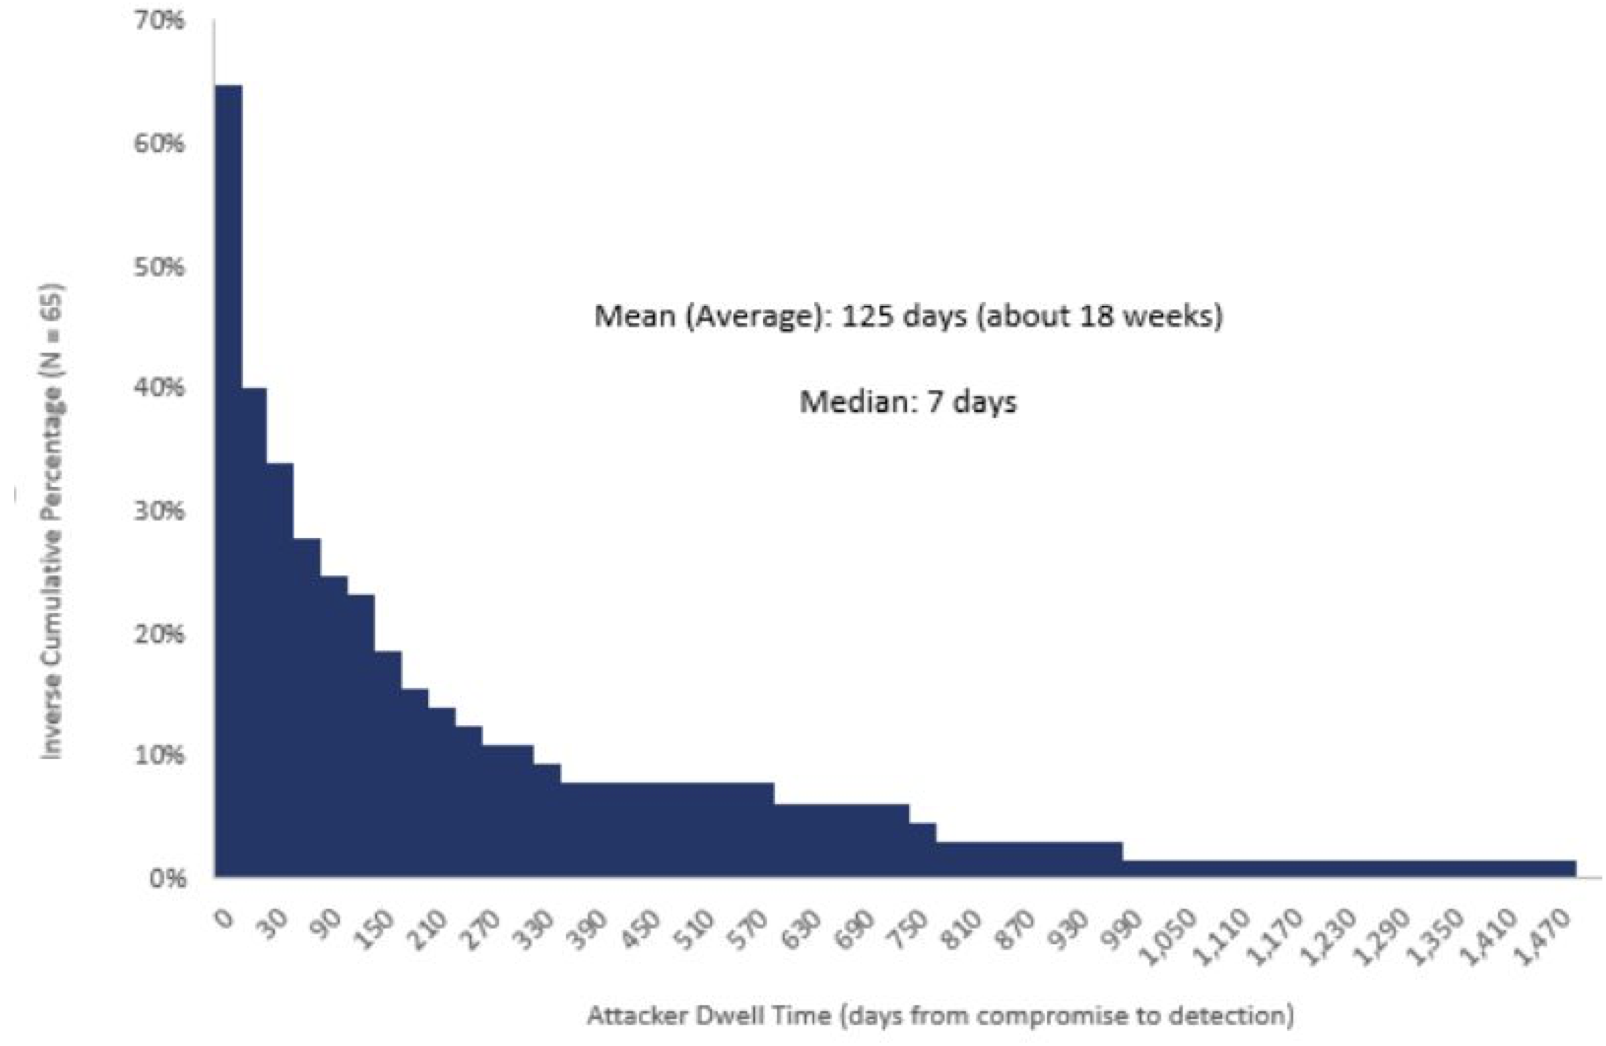 70%
60%
50%
40%
30%
20%
10%
0%
Inverse Cumulative Percentage (N = 65)
Mean (Average): 125 days (about 18 weeks)
Median: 7 days
0 30 90 150 210 270 330 390 450 510 570 630 690 750 810 870 930 990 1,050 1,110 1,170 1,230 1,290 1,350 1,410 1,470
Attacker Dwell Time (days from compromise to detection)